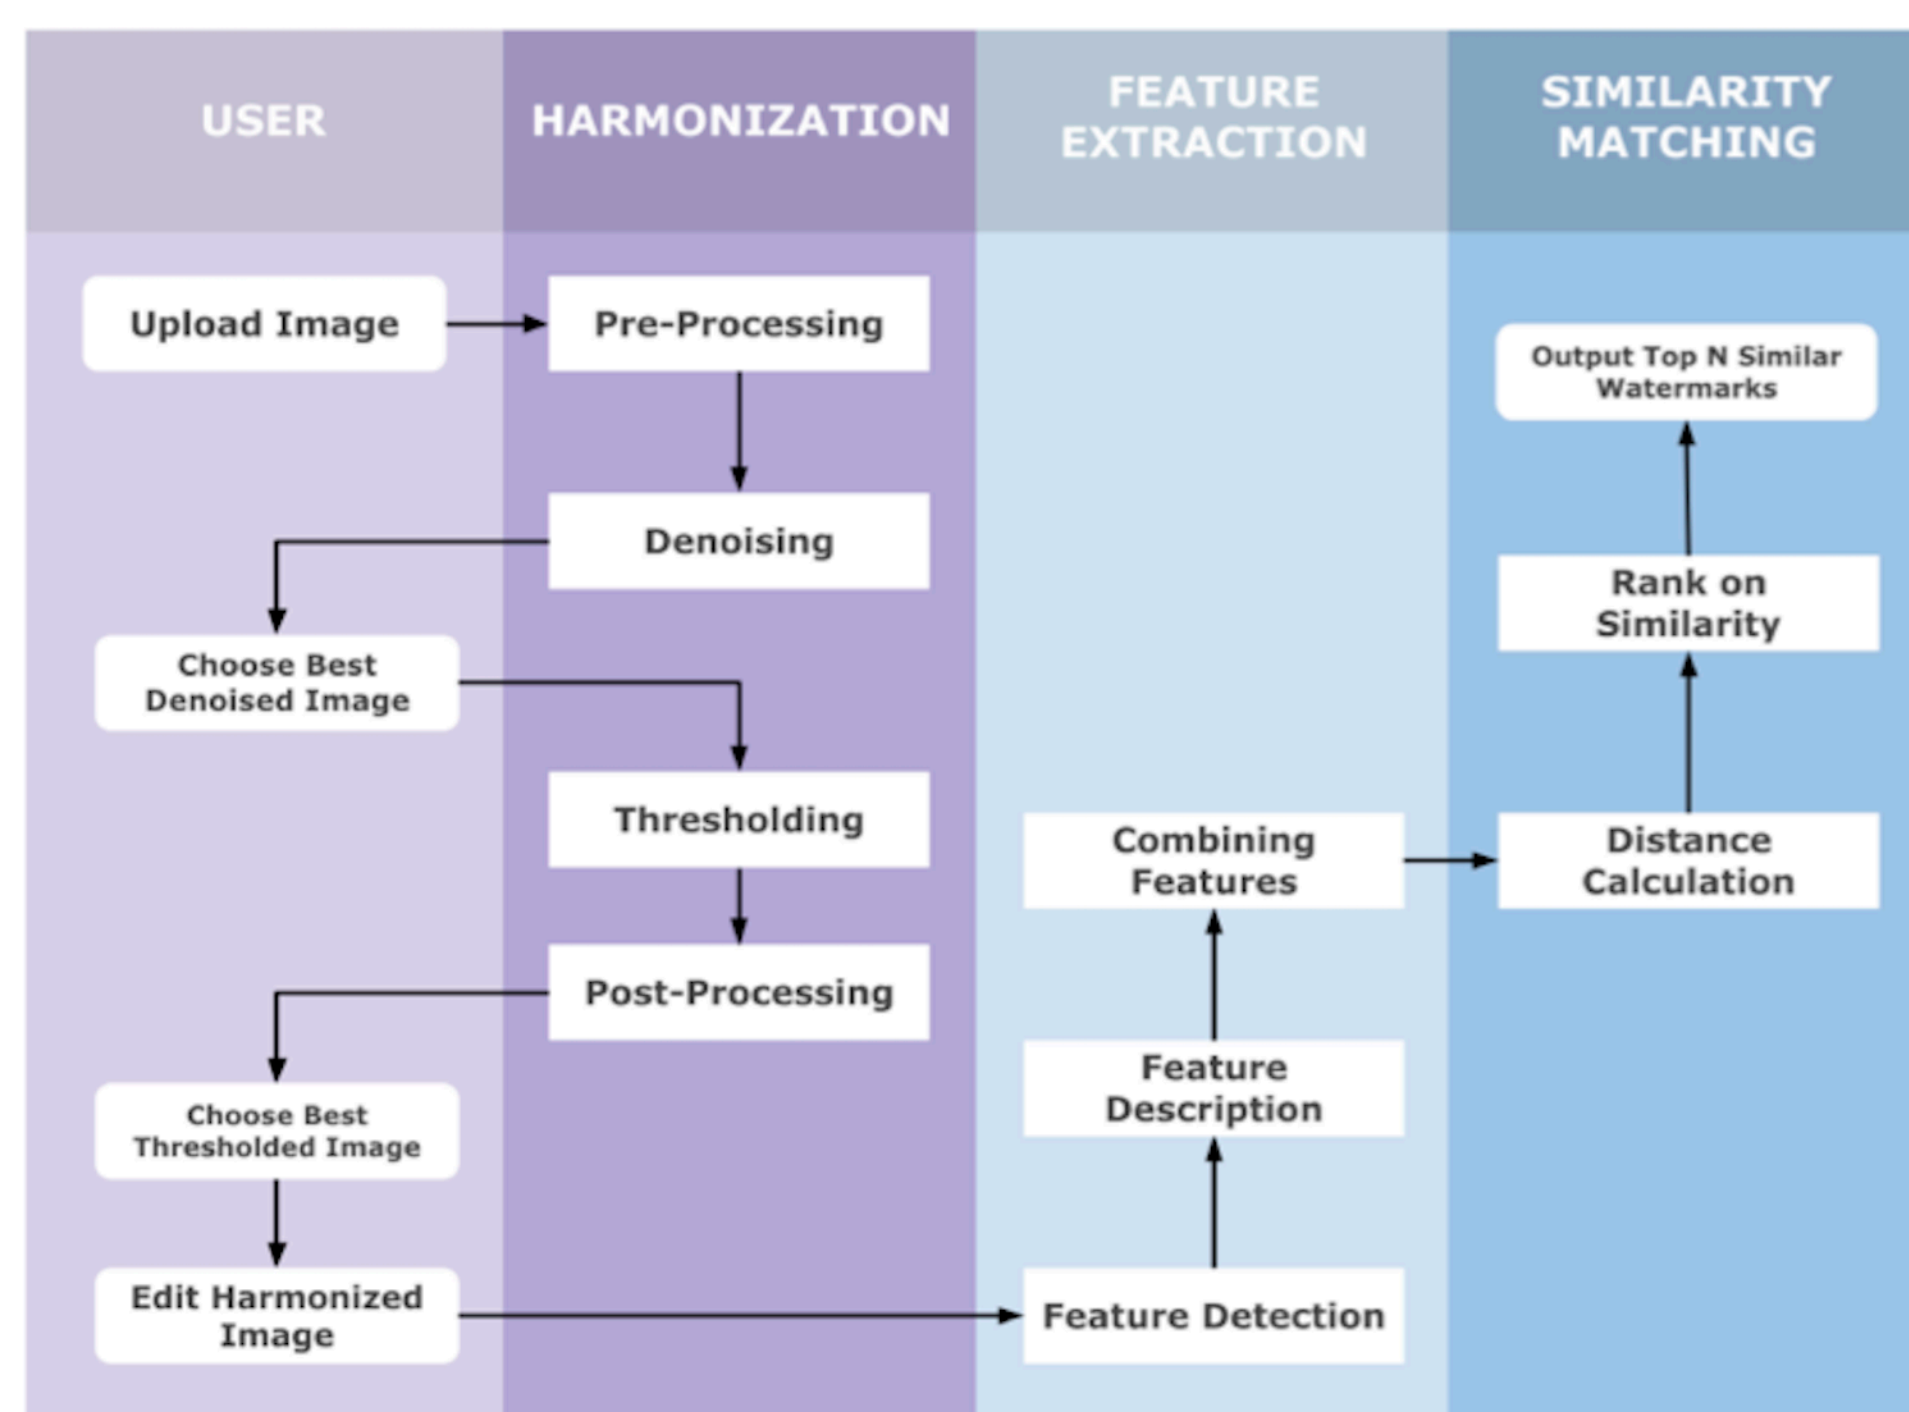 USER
HARMONIZATION
FEATURE
EXTRACTION
SIMILARITY
MATCHING
Upload Image
Pre-Processing
Denoising
Choose Best
Denoised Image
Thresholding
Post-Processing
Choose Best
Thresholded Image
Edit Harmonized
Image
Feature Detection
Feature
Description
Combining
Features
Distance
Calculation
Rank on
Similarity
Output Top N Similar
Watermarks